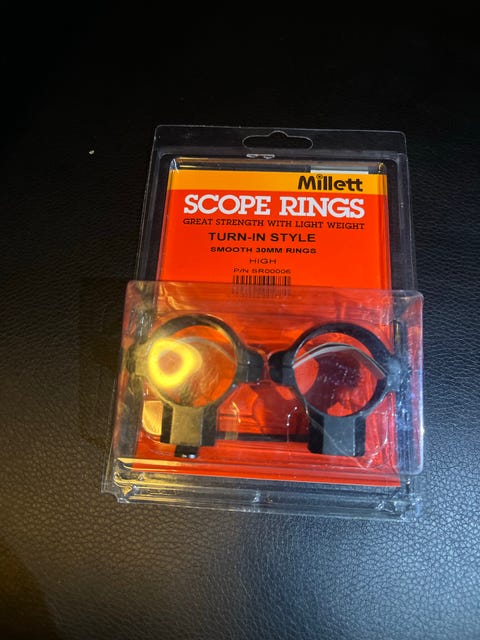 Millett
SCOPE RINGS
GREAT STRENGTH WITH LIGHT WEIGHT
TURN-IN STYLE
SMOOTH 30MM RINGS
HIGH
P/N SR00006